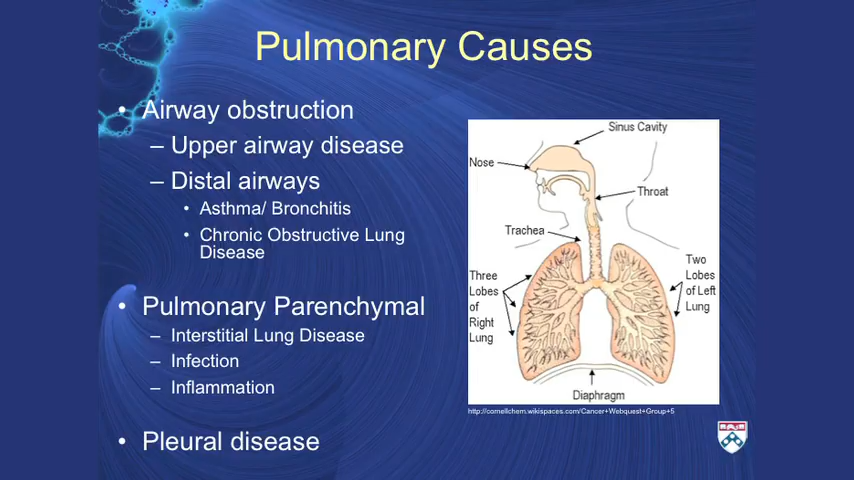 Pulmonary Causes
• Airway obstruction
– Upper airway disease
– Distal airways
• Asthma/ Bronchitis
• Chronic Obstructive Lung
Disease
• Pulmonary Parenchymal
– Interstitial Lung Disease
– Infection
– Inflammation
• Pleural disease
Sinus Cavity
Nose
Throat
Trachea
Three
Lobes
of
Right
Lung
Two
Lobes
of Left
Lung
Diaphragm
http://cornellchem.wikispaces.com/Cancer+Webquest+Group+5